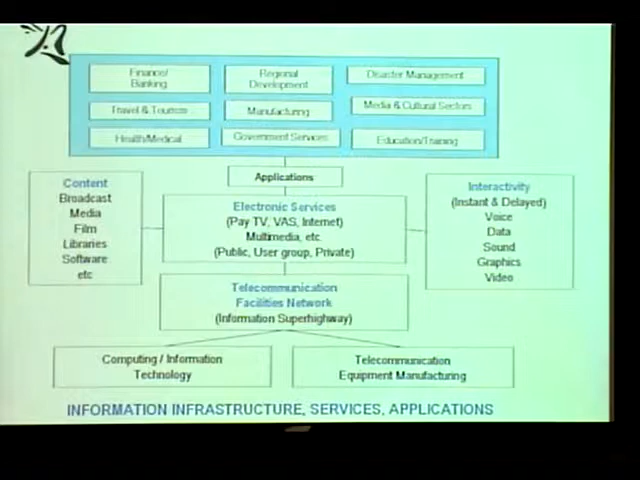 Finance/
Banking
Regional
Development
Disaster Management
Travel & Tourism
Manufacturing
Media & Cultural Sectors
Health/Medical
Government Services
Education/Training
Applications
Content
Broadcast
Media
Film
Libraries
Software
etc
Electronic Services
(Pay TV, VAS, Internet)
Multimedia, etc.
(Public, User group, Private)
Interactivity
(Instant & Delayed)
Voice
Data
Sound
Graphics
Video
Telecommunication
Facilities Network
(Information Superhighway)
Computing / Information
Technology
Telecommunication
Equipment Manufacturing
INFORMATION INFRASTRUCTURE, SERVICES, APPLICATIONS